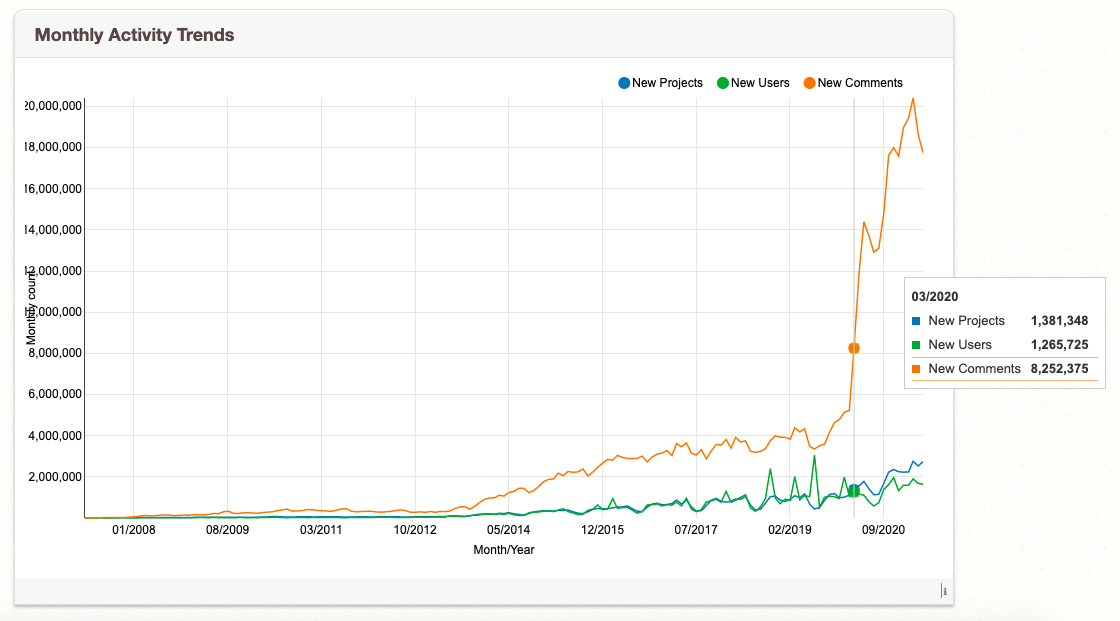 Monthly Activity Trends
New Projects New Users New Comments
20,000,000
18,000,000
16,000,000
14,000,000
12,000,000
10,000,000
8,000,000
6,000,000
4,000,000
2,000,000
Monthly count
01/2008 08/2009 03/2011 10/2012 05/2014 12/2015 07/2017 02/2019 09/2020
Month/Year
03/2020
New Projects 1,381,348
New Users 1,265,725
New Comments 8,252,375
i